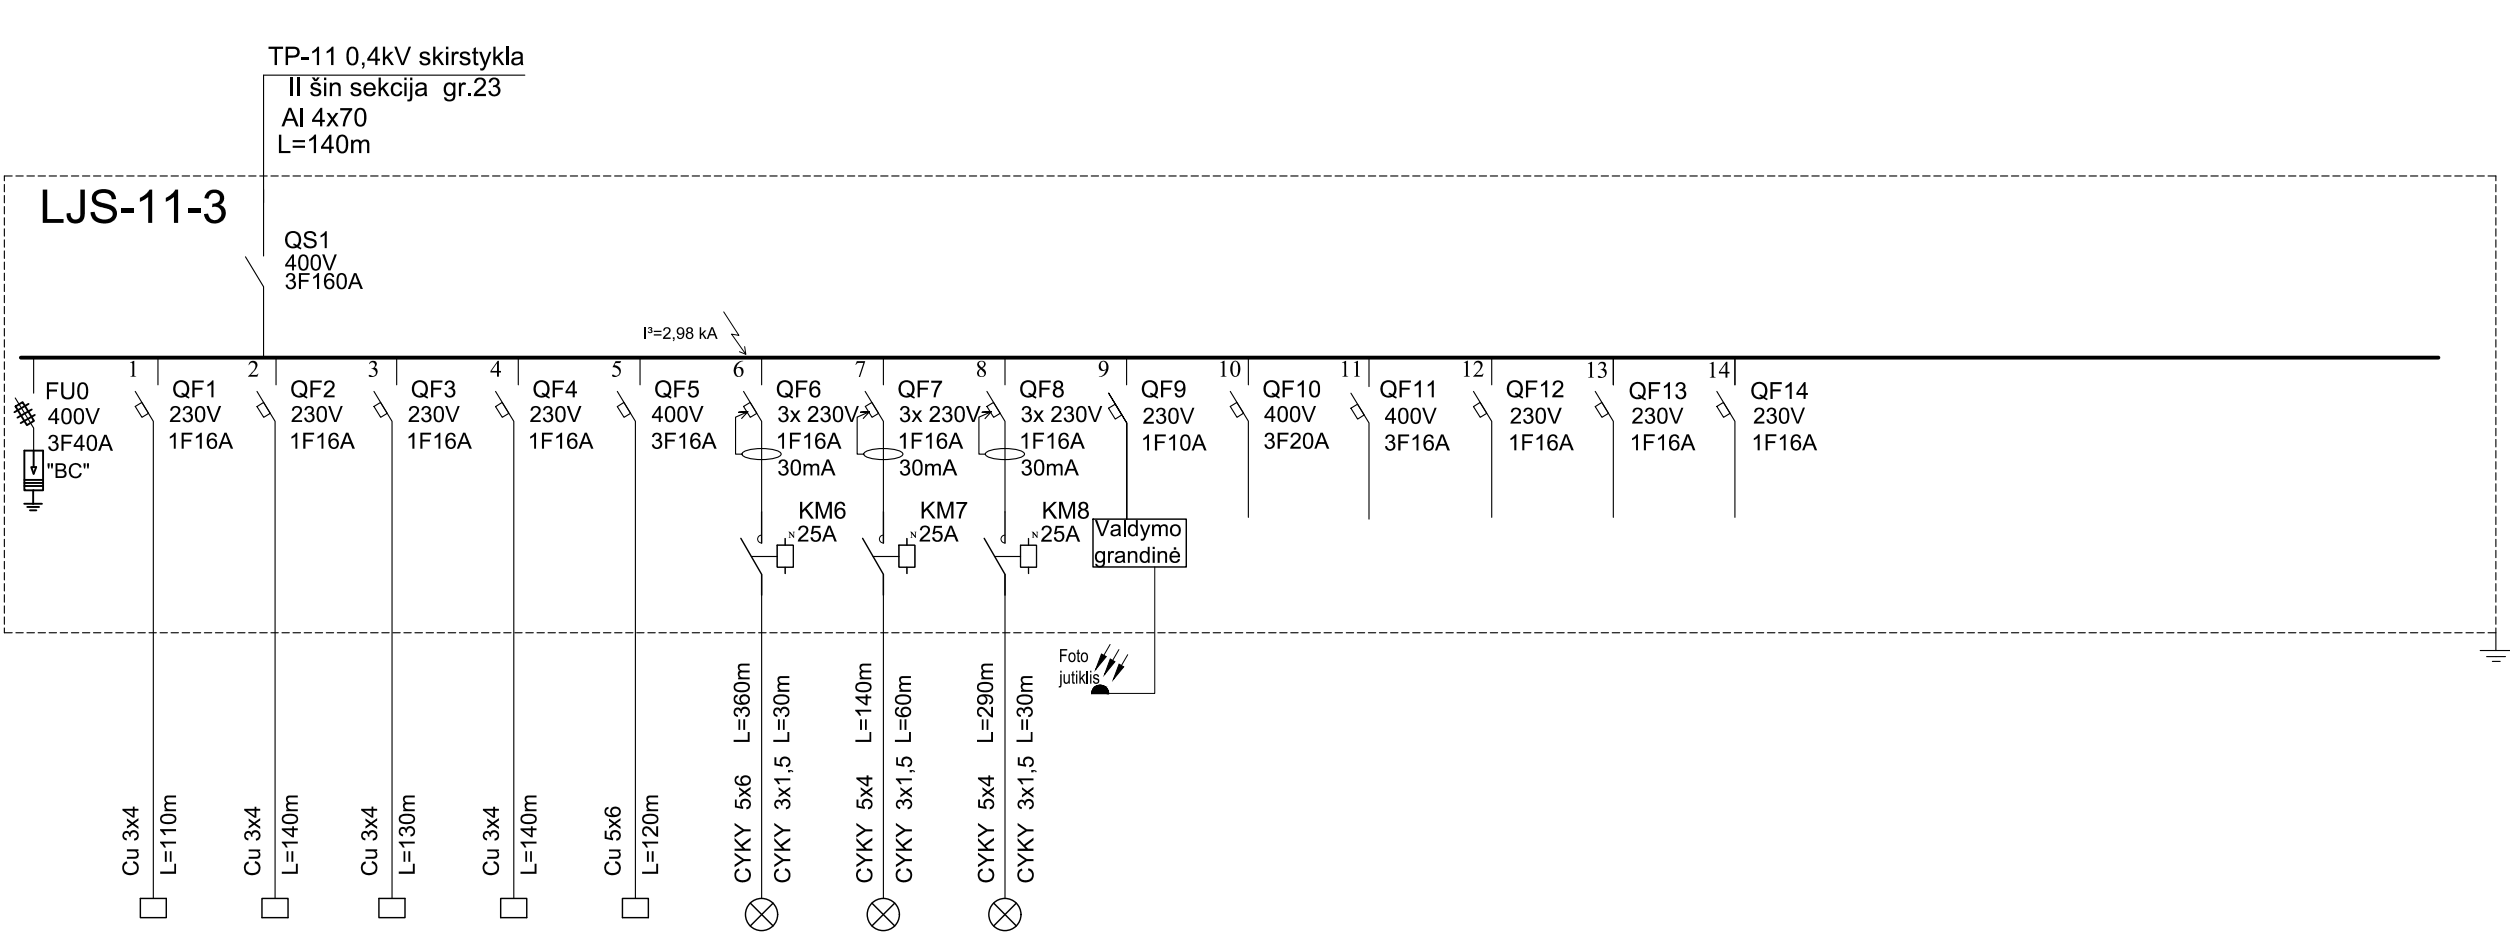 TP-11 0,4kV skirstykla
II šin sekcija gr.23
Al 4x70
L=140m
LJS-11-3
QS1
400V
3F160A
I³=2,98 kA
FU0
400V
3F40A
"BC"
1
QF1
230V
1F16A
2
QF2
230V
1F16A
3
QF3
230V
1F16A
4
QF4
230V
1F16A
5
QF5
400V
3F16A
6
QF6
3x 230V
1F16A
30mA
7
QF7
3x 230V
1F16A
30mA
8
QF8
3x 230V
1F16A
30mA
9
QF9
230V
1F10A
10
QF10
400V
3F20A
11
QF11
400V
3F16A
12
QF12
230V
1F16A
13
QF13
230V
1F16A
14
QF14
230V
1F16A
KM6
N 25A
KM7
N 25A
KM8
N 25A
Valdymo
grandinė
Foto
jutiklis
Cu 3x4
L=110m
Cu 3x4
L=140m
Cu 3x4
L=130m
Cu 3x4
L=140m
Cu 5x6
L=120m
CYKY 5x6 L=360m
CYKY 3x1,5 L=30m
CYKY 5x4 L=140m
CYKY 3x1,5 L=60m
CYKY 5x4 L=290m
CYKY 3x1,5 L=30m